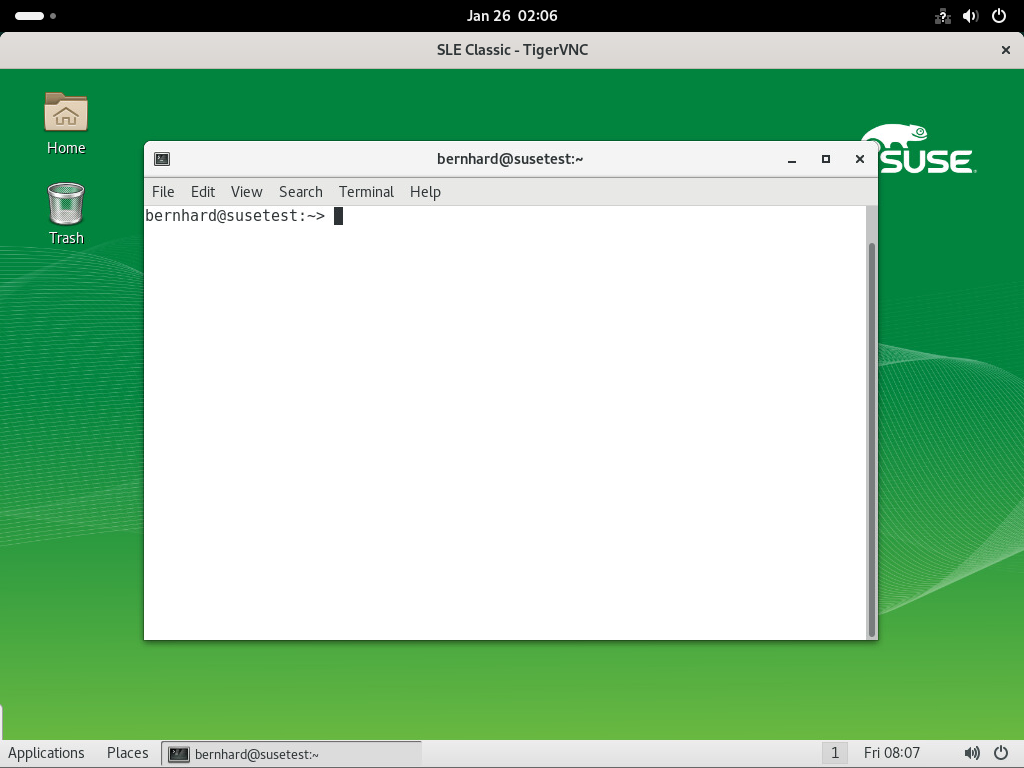 Jan 26 02:06
SLE Classic - TigerVNC
Home
Trash
SUSE
bernhard@susetest:~
File Edit View Search Terminal Help
bernhard@susetest:~>
Applications Places bernhard@susetest:~ 1 Fri 08:07